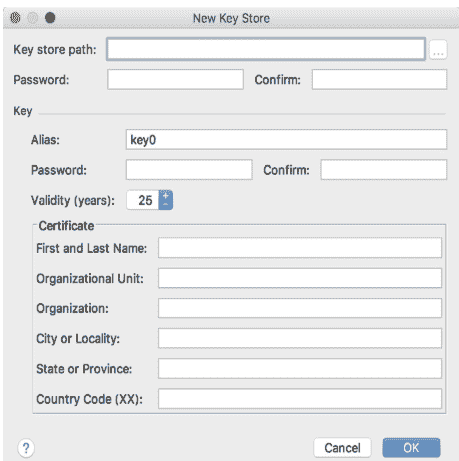 New Key Store
Key store path:
...
Password: Confirm:
Key
Alias: key0
Password: Confirm:
Validity (years): 25 + -
Certificate
First and Last Name:
Organizational Unit:
Organization:
City or Locality:
State or Province:
Country Code (XX):
? Cancel OK